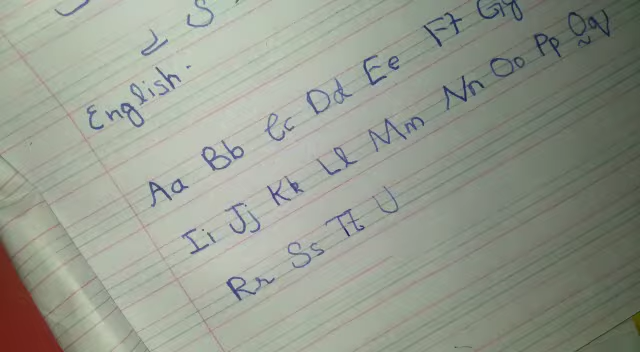 English.
Aa Bb Cc Dd Ee Ff Gg
Ii Jj Kk Ll Mm Nn Oo Pp Qq
Rr Ss Tt U